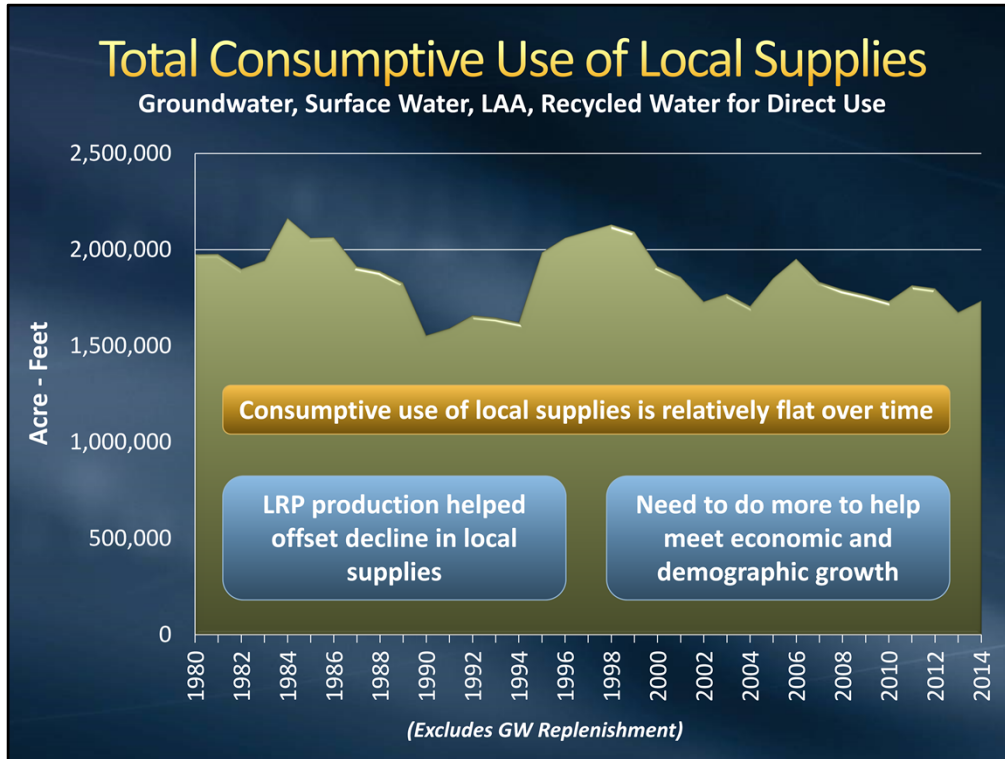 Total Consumptive Use of Local Supplies
Groundwater, Surface Water, LAA, Recycled Water for Direct Use
2,500,000
2,000,000
1,500,000
1,000,000
500,000
0
Acre - Feet
Consumptive use of local supplies is relatively flat over time
LRP production helped
offset decline in local
supplies
Need to do more to help
meet economic and
demographic growth
1980
1982
1984
1986
1988
1990
1992
1994
1996
1998
2000
2002
2004
2006
2008
2010
2012
2014
(Excludes GW Replenishment)